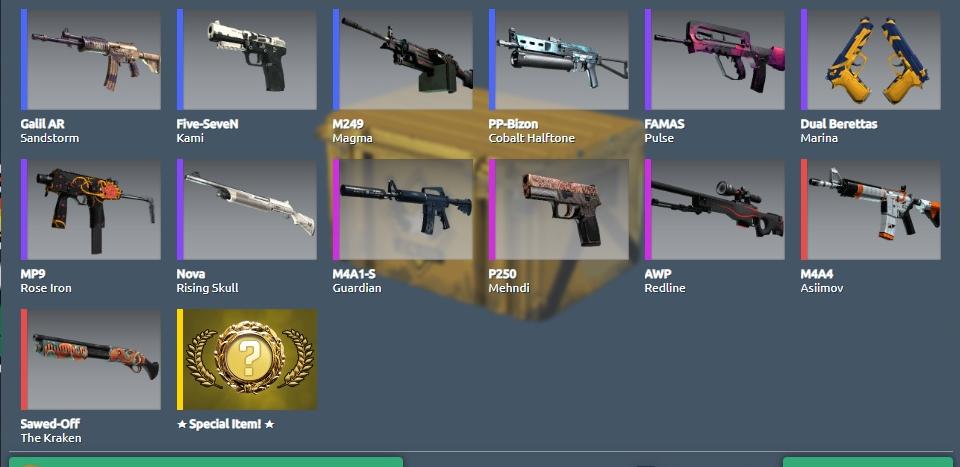 Galil AR
Sandstorm
Five-SeveN
Kami
M249
Magma
PP-Bizon
Cobalt Halftone
FAMAS
Pulse
Dual Berettas
Marina
MP9
Rose Iron
Nova
Rising Skull
M4A1-S
Guardian
P250
Mehndi
AWP
Redline
M4A4
Asiimov
Sawed-Off
The Kraken
?
★ Special Item! ★